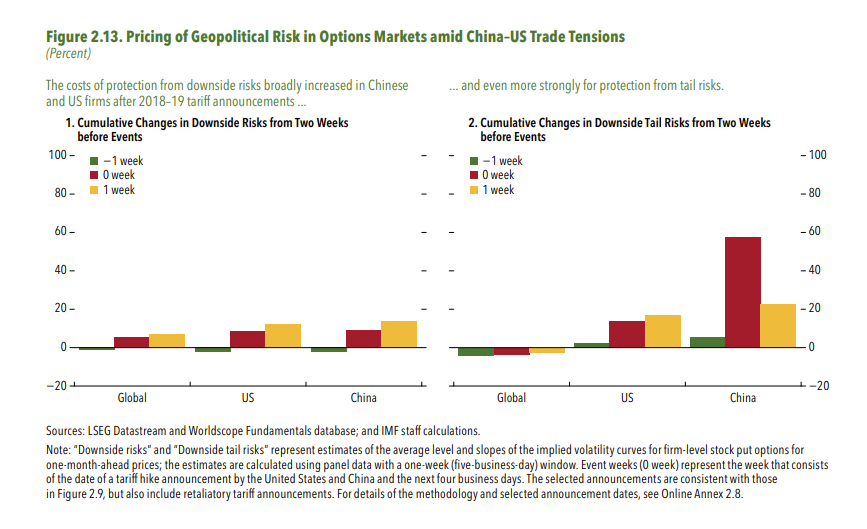 Figure 2.13. Pricing of Geopolitical Risk in Options Markets amid China–US Trade Tensions
(Percent)
The costs of protection from downside risks broadly increased in Chinese
and US firms after 2018–19 tariff announcements ...
... and even more strongly for protection from tail risks.
1. Cumulative Changes in Downside Risks from Two Weeks
before Events
100
80
60
40
20
0
−20
−1 week
0 week
1 week
Global
US
China
2. Cumulative Changes in Downside Tail Risks from Two Weeks
before Events
−1 week
0 week
1 week
100
80
60
40
20
0
−20
Global
US
China
Sources: LSEG Datastream and Worldscope Fundamentals database; and IMF staff calculations.
Note: “Downside risks” and “Downside tail risks” represent estimates of the average level and slopes of the implied volatility curves for firm-level stock put options for
one-month-ahead prices; the estimates are calculated using panel data with a one-week (five-business-day) window. Event weeks (0 week) represent the week that consists
of the date of a tariff hike announcement by the United States and China and the next four business days. The selected announcements are consistent with those
in Figure 2.9, but also include retaliatory tariff announcements. For details of the methodology and selected announcement dates, see Online Annex 2.8.